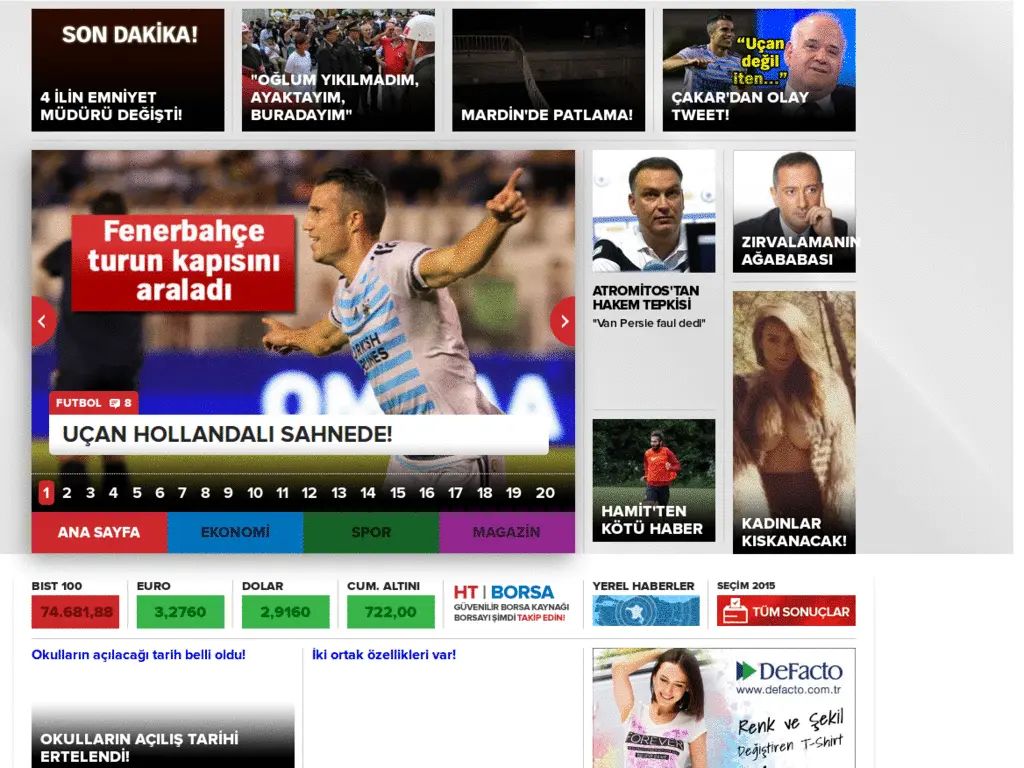 SON DAKİKA!
4 İLİN EMNİYET
MÜDÜRÜ DEĞİŞTİ!
"OĞLUM YIKILMADIM,
AYAKTAYIM,
BURADAYIM"
MARDİN'DE PATLAMA!
"Uçan
değil
iten..."
ÇAKAR'DAN OLAY
TWEET!
Fenerbahçe
turun kapısını
araladı
FUTBOL 8
UÇAN HOLLANDALI SAHNEDE!
1 2 3 4 5 6 7 8 9 10 11 12 13 14 15 16 17 18 19 20
ANA SAYFA EKONOMİ SPOR MAGAZİN
ATROMİTOS'TAN
HAKEM TEPKİSİ
"Van Persie faul dedi"
HAMİT'TEN
KÖTÜ HABER
ZIRVALAMANIN
AĞABABASI
KADINLAR
KISKANACAK!
BIST 100 EURO DOLAR CUM. ALTINI
74.681,88 3,2760 2,9160 722,00
HT | BORSA
GÜVENİLİR BORSA KAYNAĞI
BORSAYI ŞİMDİ TAKİP EDİN!
YEREL HABERLER
SEÇİM 2015
TÜM SONUÇLAR
Okulların açılacağı tarih belli oldu!
OKULLARIN AÇILIŞ TARİHİ
ERTELENDİ!
İki ortak özellikleri var!
DeFacto
www.defacto.com.tr
Renk ve Şekil
Değiştiren T-Shirt
FOREVER